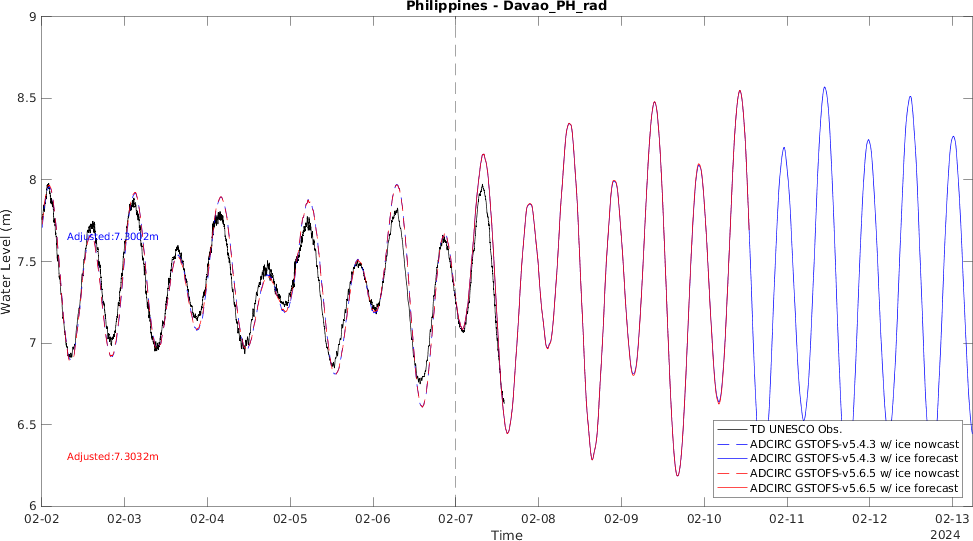 Philippines - Davao_PH_rad
Water Level (m)
9
8.5
8
7.5
7
6.5
6
Adjusted:7.3002m
Adjusted:7.3032m
TD UNESCO Obs.
ADCIRC GSTOFS-v5.4.3 w/ ice nowcast
ADCIRC GSTOFS-v5.4.3 w/ ice forecast
ADCIRC GSTOFS-v5.6.5 w/ ice nowcast
ADCIRC GSTOFS-v5.6.5 w/ ice forecast
02-02 02-03 02-04 02-05 02-06 02-07 02-08 02-09 02-10 02-11 02-12 02-13
2024
Time